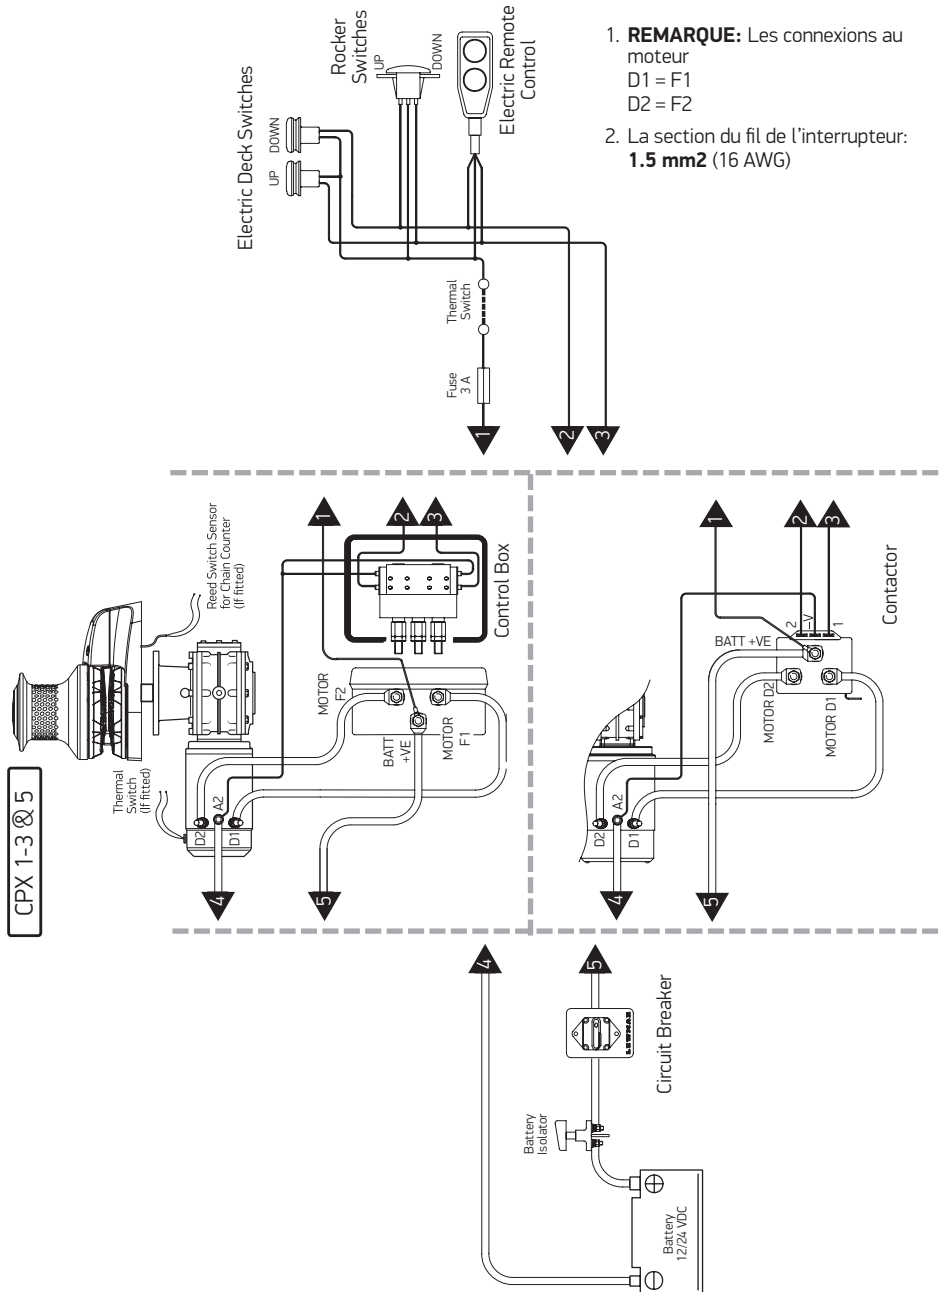 1. REMARQUE: Les connexions au
moteur
D1 = F1
D2 = F2
2. La section du fil de l'interrupteur:
1.5 mm2 (16 AWG)
CPX 1-3 & 5
Electric Deck Switches
UP
DOWN
Rocker
Switches
UP
DOWN
Electric Remote
Control
Thermal
Switch
Fuse
3 A
1
2
3
Reed Switch Sensor
for Chain Counter
(If fitted)
Thermal
Switch
(If fitted)
D2
A2
D1
4
5
MOTOR
F2
BATT
+VE
MOTOR
F1
1
2
3
Control Box
D2
A2
D1
4
5
BATT +VE
MOTOR D2
MOTOR D1
2
–V
1
1
2
3
Contactor
4
5
LEWMAR
Circuit Breaker
Battery
Isolator
Battery
12/24 VDC